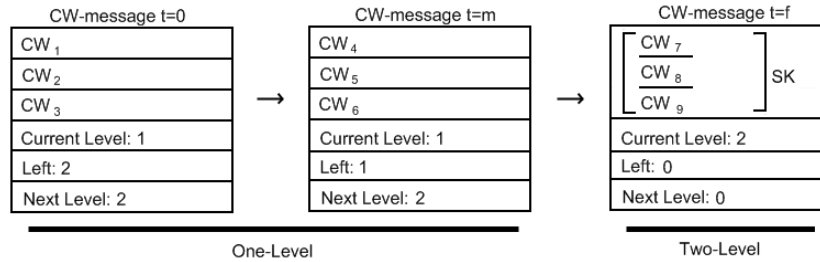 CW-message t=0
CW 1
CW 2
CW 3
Current Level: 1
Left: 2
Next Level: 2
CW-message t=m
CW 4
CW 5
CW 6
Current Level: 1
Left: 1
Next Level: 2
CW-message t=f
CW 7
CW 8
CW 9
SK
Current Level: 2
Left: 0
Next Level: 0
One-Level
Two-Level